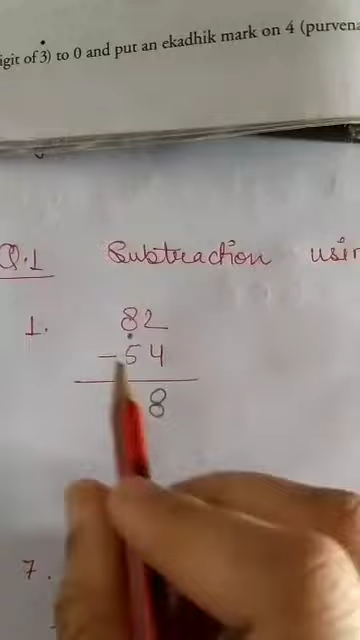 igit of 3̇) to 0 and put an ekadhik mark on 4 (purvena
Q.1 Subtraction usin
1. 82
- 5̇4
8
7.